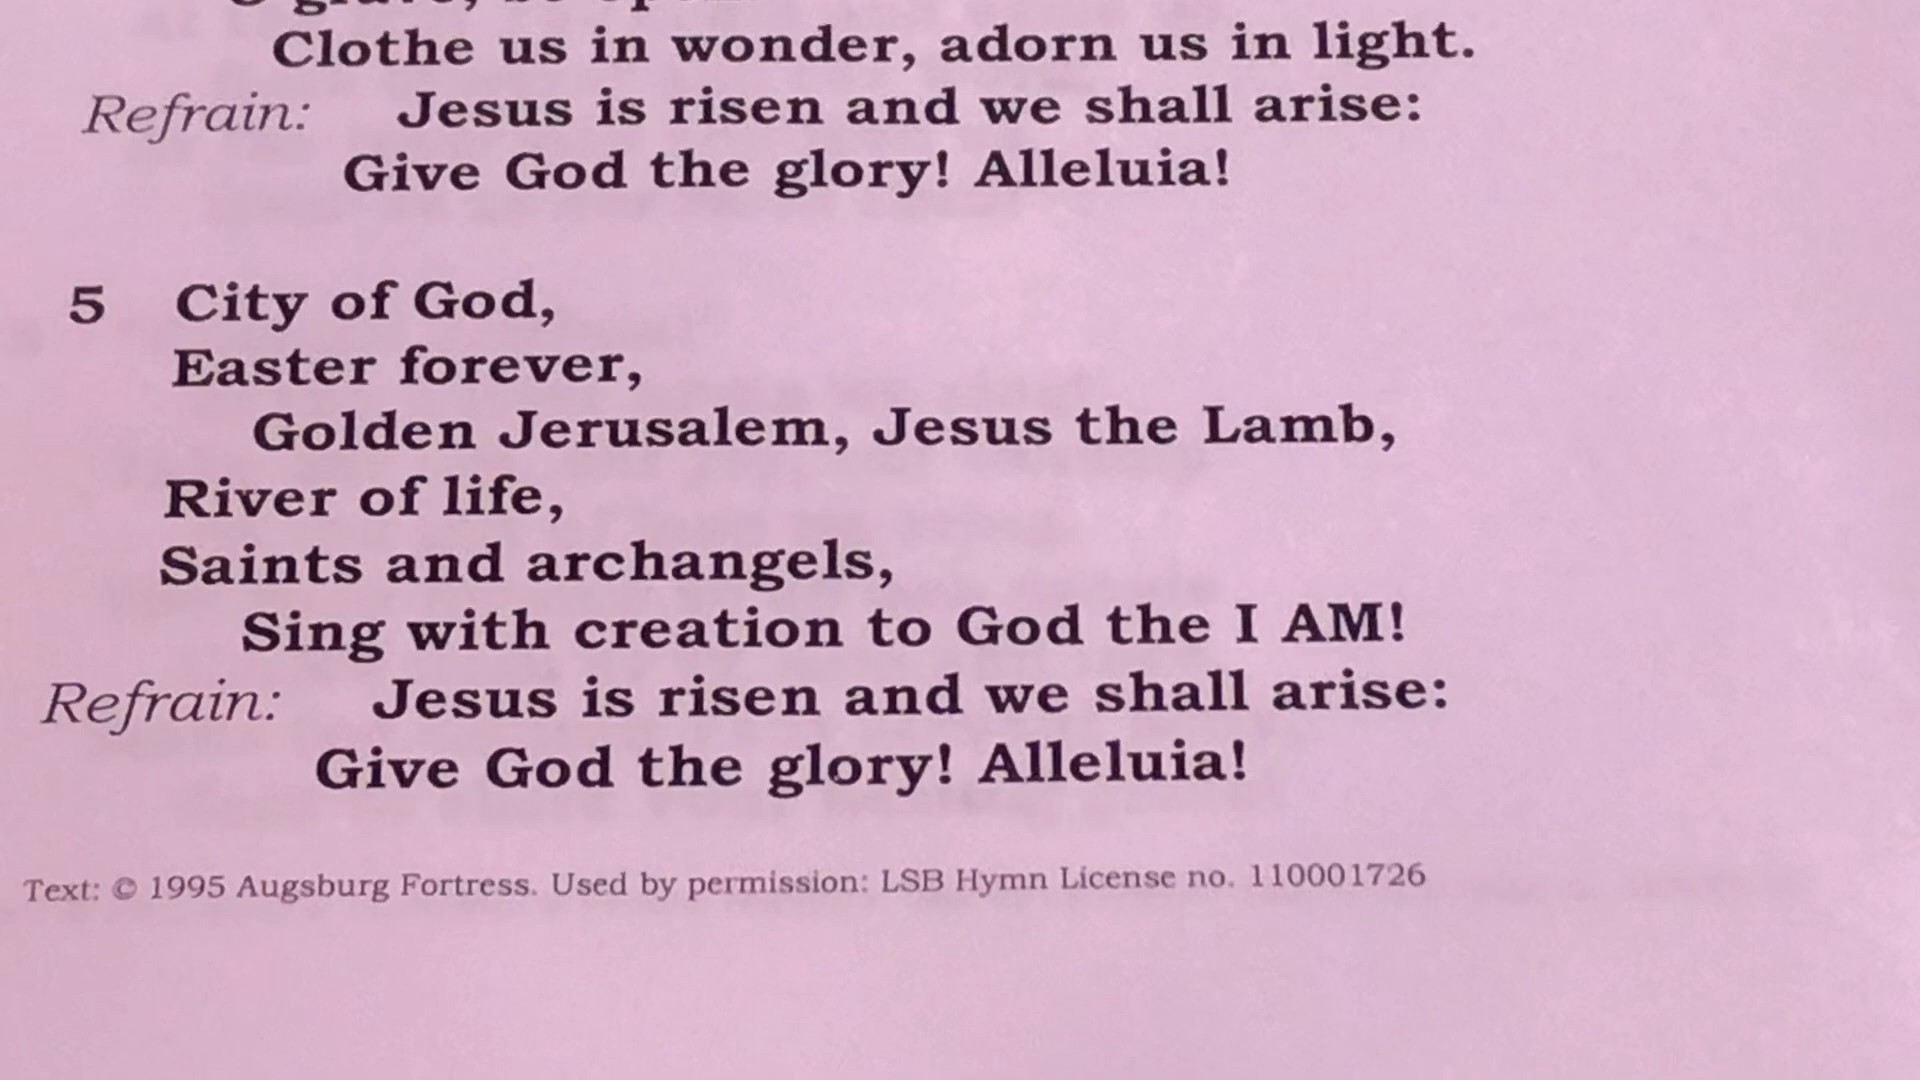 Clothe us in wonder, adorn us in light.
Refrain: Jesus is risen and we shall arise:
Give God the glory! Alleluia!
5 City of God,
Easter forever,
Golden Jerusalem, Jesus the Lamb,
River of life,
Saints and archangels,
Sing with creation to God the I AM!
Refrain: Jesus is risen and we shall arise:
Give God the glory! Alleluia!
Text: © 1995 Augsburg Fortress. Used by permission: LSB Hymn License no. 110001726